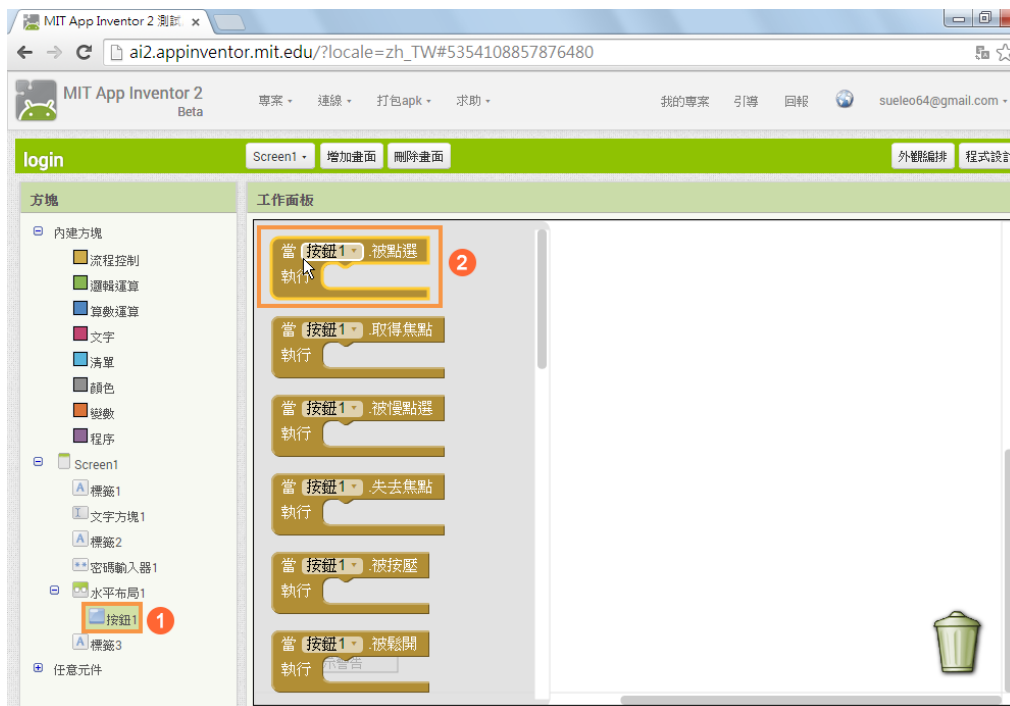 MIT App Inventor 2 測試
ai2.appinventor.mit.edu/?locale=zh_TW#5354108857876480
MIT App Inventor 2
Beta
專案 連線 打包apk 求助 我的專案 引導 回報 sueleo64@gmail.com
login Screen1 增加畫面 刪除畫面 外觀編排 程式設計
方塊
內建方塊
流程控制
邏輯運算
算數運算
文字
清單
顏色
變數
程序
Screen1
標籤1
文字方塊1
標籤2
密碼輸入器1
水平布局1
按鈕1 1
標籤3
任意元件
工作面板
當 按鈕1 .被點選
執行
2
當 按鈕1 .取得焦點
執行
當 按鈕1 .被慢點選
執行
當 按鈕1 .失去焦點
執行
當 按鈕1 .被按壓
執行
當 按鈕1 .被鬆開
執行
示警告